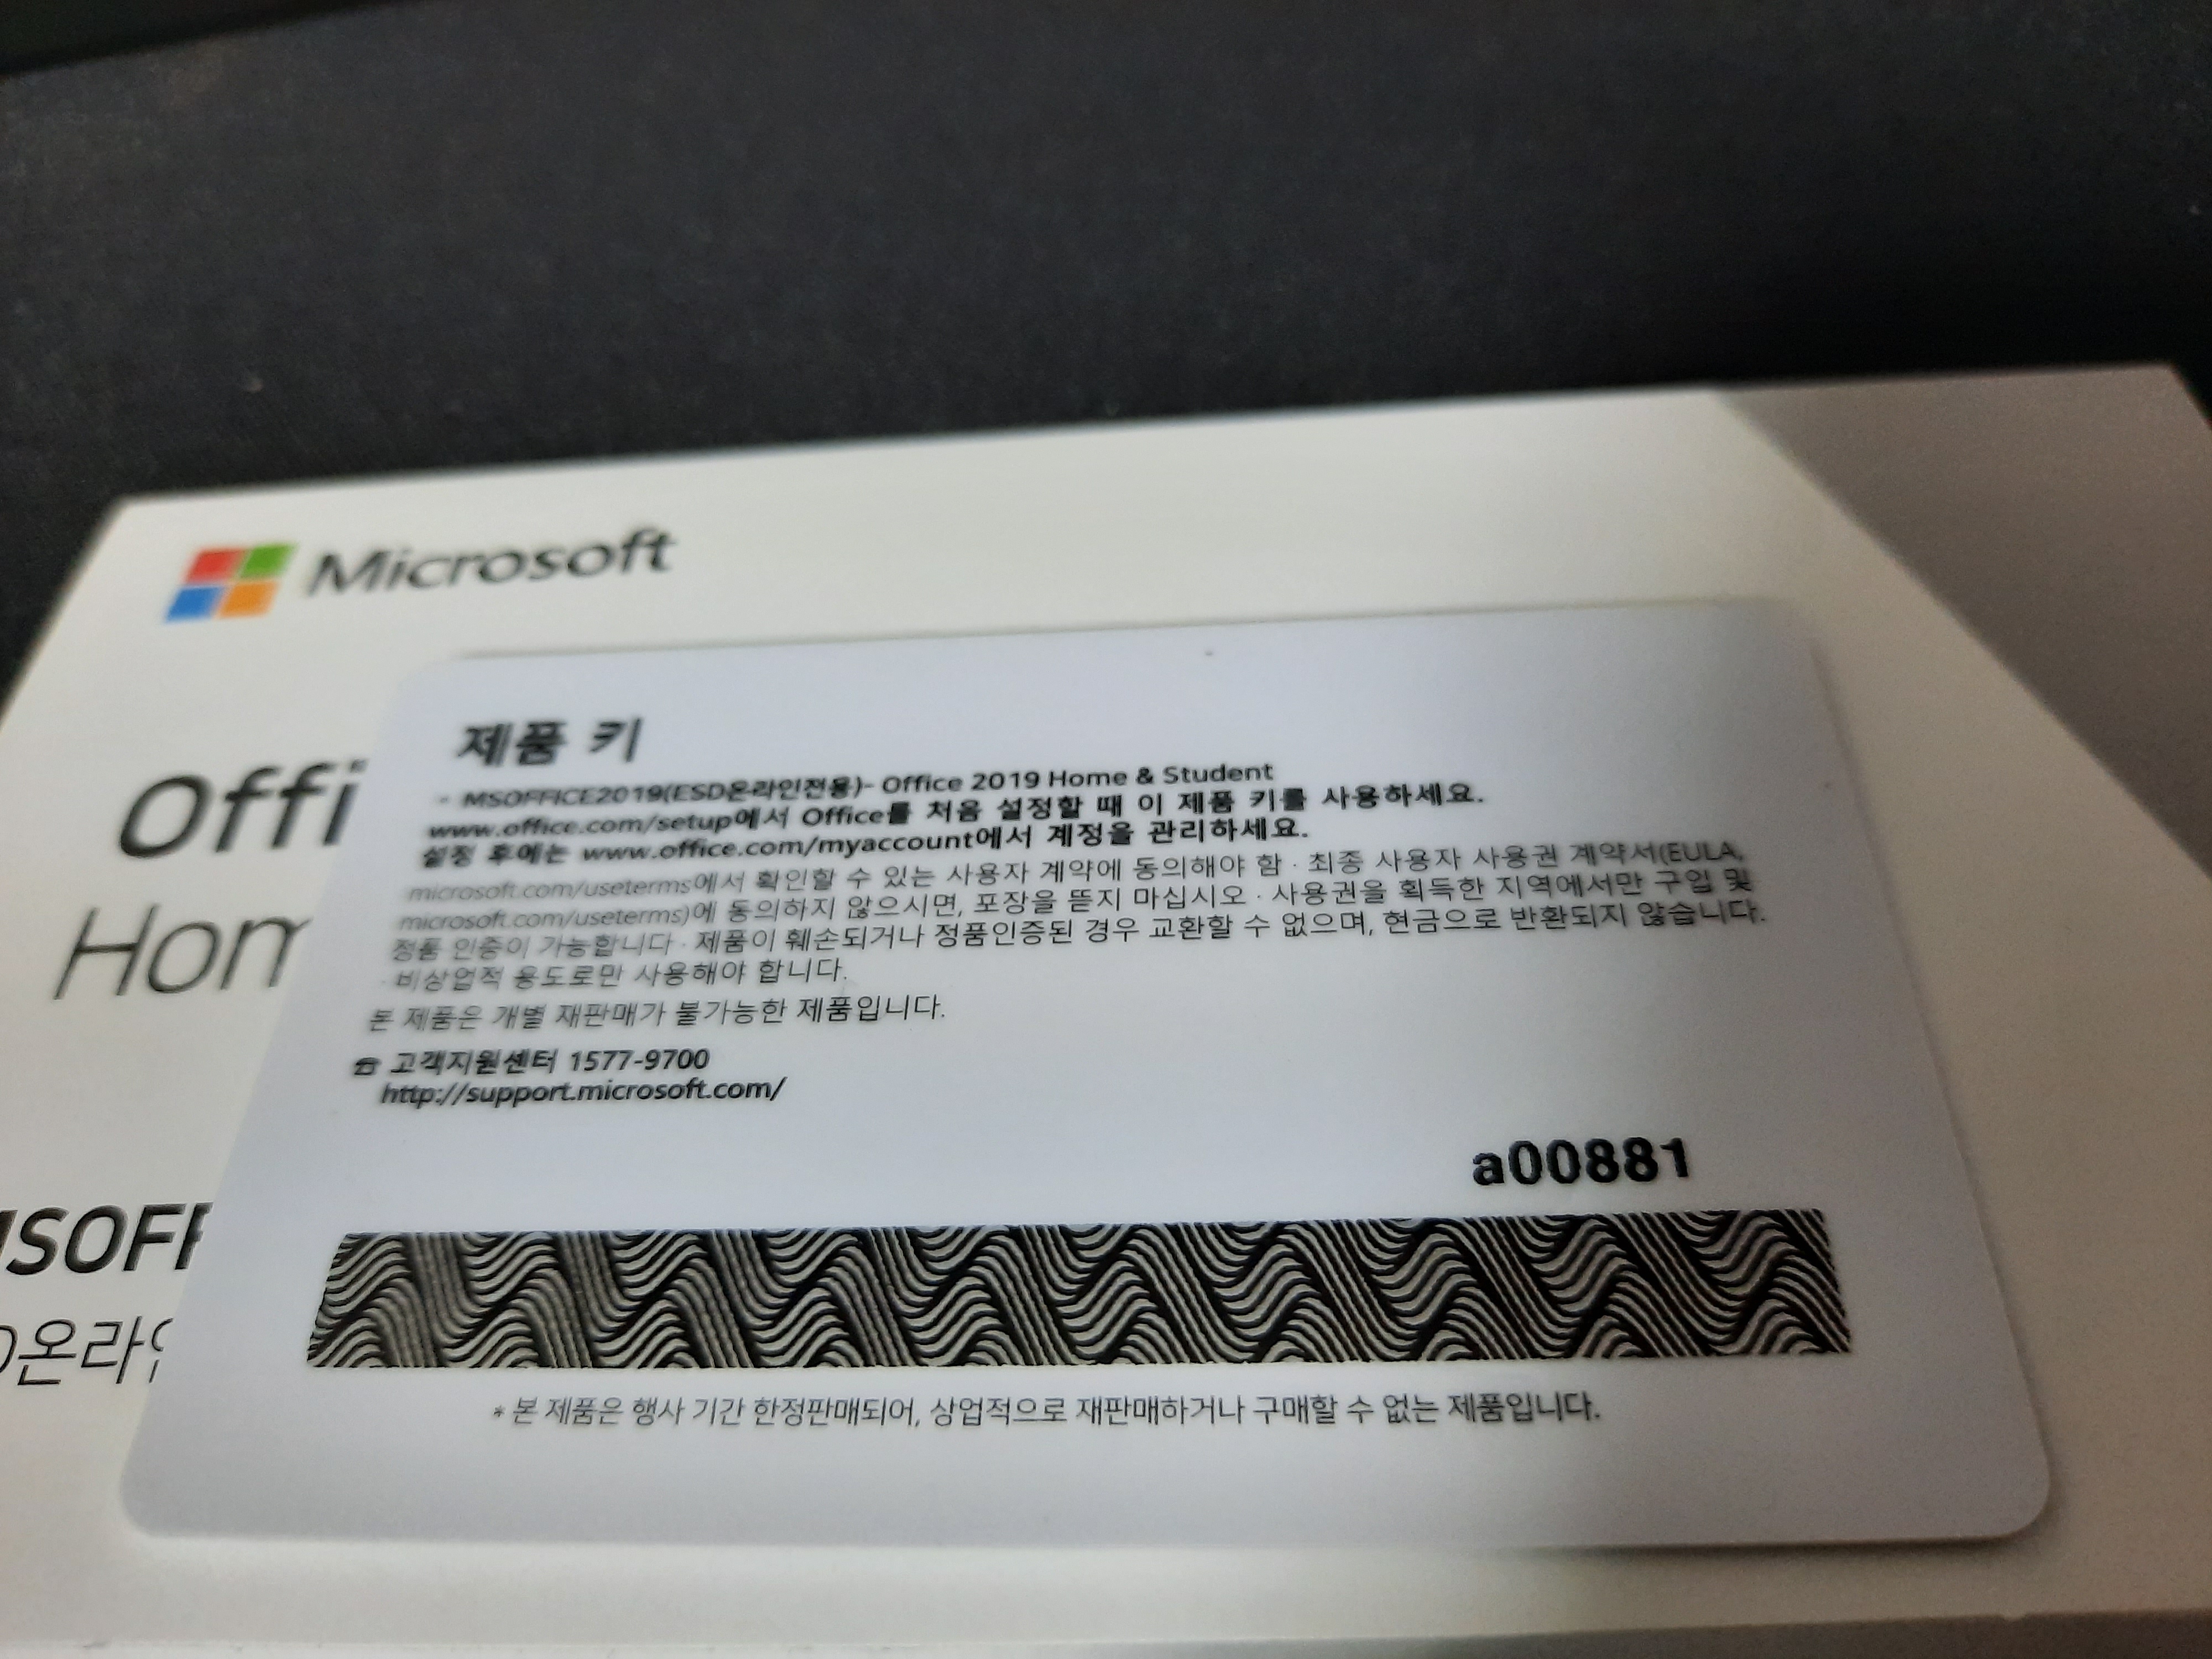 Microsoft
Offi
Hom
제품 키
- MSOFFICE2019(ESD온라인전용)- Office 2019 Home & Student
www.office.com/setup에서 Office를 처음 설정할 때 이 제품 키를 사용하세요.
설정 후에는 www.office.com/myaccount에서 계정을 관리하세요.
microsoft.com/useterms에서 확인할 수 있는 사용자 계약에 동의해야 함 · 최종 사용자 사용권 계약서(EULA,
microsoft.com/useterms)에 동의하지 않으시면, 포장을 뜯지 마십시오 · 사용권을 획득한 지역에서만 구입 및
정품 인증이 가능합니다 · 제품이 훼손되거나 정품인증된 경우 교환할 수 없으며, 현금으로 반환되지 않습니다.
· 비상업적 용도로만 사용해야 합니다.
본 제품은 개별 재판매가 불가능한 제품입니다.
☎ 고객지원센터 1577-9700
http://support.microsoft.com/
a00881
MSOFF
D온라인
* 본 제품은 행사 기간 한정판매되어, 상업적으로 재판매하거나 구매할 수 없는 제품입니다.